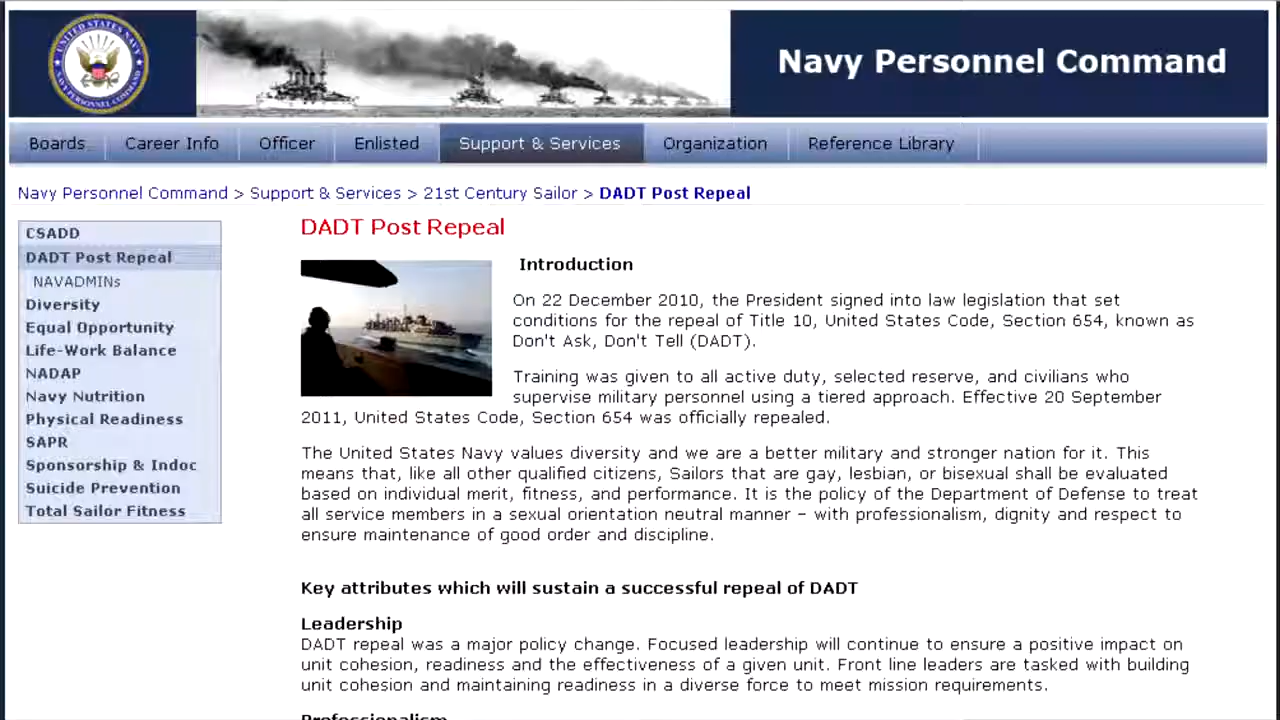 UNITED STATES NAVY
NAVY PERSONNEL COMMAND
Navy Personnel Command
Boards
Career Info
Officer
Enlisted
Support & Services
Organization
Reference Library
Navy Personnel Command > Support & Services > 21st Century Sailor > DADT Post Repeal
CSADD
DADT Post Repeal
NAVADMINs
Diversity
Equal Opportunity
Life-Work Balance
NADAP
Navy Nutrition
Physical Readiness
SAPR
Sponsorship & Indoc
Suicide Prevention
Total Sailor Fitness
DADT Post Repeal
Introduction
On 22 December 2010, the President signed into law legislation that set
conditions for the repeal of Title 10, United States Code, Section 654, known as
Don't Ask, Don't Tell (DADT).
Training was given to all active duty, selected reserve, and civilians who
supervise military personnel using a tiered approach. Effective 20 September
2011, United States Code, Section 654 was officially repealed.
The United States Navy values diversity and we are a better military and stronger nation for it. This
means that, like all other qualified citizens, Sailors that are gay, lesbian, or bisexual shall be evaluated
based on individual merit, fitness, and performance. It is the policy of the Department of Defense to treat
all service members in a sexual orientation neutral manner – with professionalism, dignity and respect to
ensure maintenance of good order and discipline.
Key attributes which will sustain a successful repeal of DADT
Leadership
DADT repeal was a major policy change. Focused leadership will continue to ensure a positive impact on
unit cohesion, readiness and the effectiveness of a given unit. Front line leaders are tasked with building
unit cohesion and maintaining readiness in a diverse force to meet mission requirements.
Professionalism